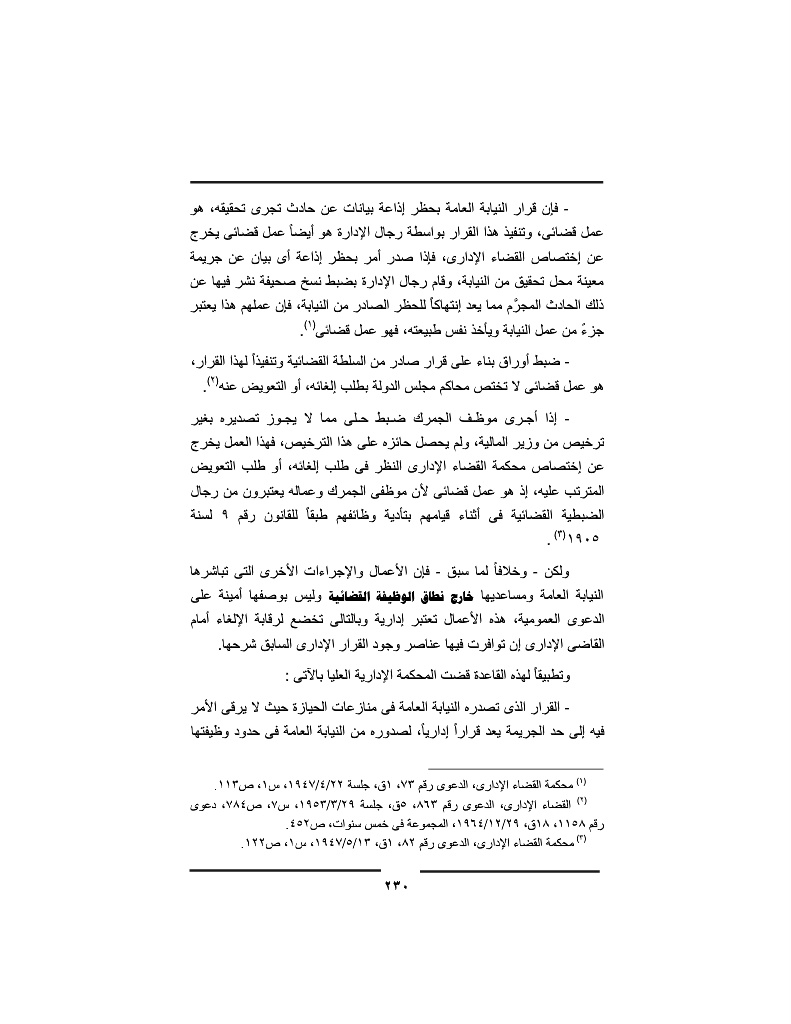 - فإن قرار النيابة العامة بحظر إذاعة بيانات عن حادث تجرى تحقيقه، هو
عمل قضائى، وتنفيذ هذا القرار بواسطة رجال الإدارة هو أيضاً عمل قضائى يخرج
عن إختصاص القضاء الإدارى، فإذا صدر أمر بحظر إذاعة أى بيان عن جريمة
معينة محل تحقيق من النيابة، وقام رجال الإدارة بضبط نسخ صحيفة نشر فيها عن
ذلك الحادث المجرَّم مما يعد إنتهاكاً للحظر الصادر من النيابة، فإن عملهم هذا يعتبر
جزءً من عمل النيابة ويأخذ نفس طبيعته، فهو عمل قضائى(١).
- ضبط أوراق بناء على قرار صادر من السلطة القضائية وتنفيذاً لهذا القرار،
هو عمل قضائى لا تختص محاكم مجلس الدولة بطلب إلغائه، أو التعويض عنه(٢).
- إذا أجرى موظف الجمرك ضبط حلى مما لا يجوز تصديره بغير
ترخيص من وزير المالية، ولم يحصل حائزه على هذا الترخيص، فهذا العمل يخرج
عن إختصاص محكمة القضاء الإدارى النظر فى طلب إلغائه، أو طلب التعويض
المترتب عليه، إذ هو عمل قضائى لأن موظفى الجمرك وعماله يعتبرون من رجال
الضبطية القضائية فى أثناء قيامهم بتأدية وظائفهم طبقاً للقانون رقم ٩ لسنة
١٩٠٥(٣).
ولكن - وخلافاً لما سبق - فإن الأعمال والإجراءات الأخرى التى تباشرها
النيابة العامة ومساعديها خارج نطاق الوظيفة القضائية وليس بوصفها أمينة على
الدعوى العمومية، هذه الأعمال تعتبر إدارية وبالتالى تخضع لرقابة الإلغاء أمام
القاضى الإدارى إن توافرت فيها عناصر وجود القرار الإدارى السابق شرحها.
وتطبيقاً لهذه القاعدة قضت المحكمة الإدارية العليا بالآتى :
- القرار الذى تصدره النيابة العامة فى منازعات الحيازة حيث لا يرقى الأمر
فيه إلى حد الجريمة يعد قراراً إدارياً، لصدوره من النيابة العامة فى حدود وظيفتها
(١) محكمة القضاء الإدارى، الدعوى رقم ٧٣، ١ق، جلسة ١٩٤٧/٤/٢٢، س١، ص١١٣.
(٢) القضاء الإدارى، الدعوى رقم ٨٦٣، ٥ق، جلسة ١٩٥٣/٣/٢٩، س٧، ص٧٨٤، دعوى
رقم ١١٥٨، ١٨ق، ١٩٦٤/١٢/٢٩، المجموعة فى خمس سنوات، ص٤٥٢.
(٣) محكمة القضاء الإدارى، الدعوى رقم ٨٢، ١ق، ١٩٤٧/٥/١٣، س١، ص١٢٢.
٢٣٠